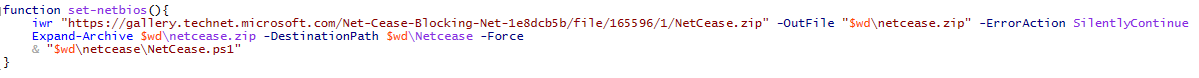 function set-netbios(){
iwr "https://gallery.technet.microsoft.com/Net-Cease-Blocking-Net-1e8dcb5b/file/165596/1/NetCease.zip" -OutFile "$wd\netcease.zip" -ErrorAction SilentlyContinue
Expand-Archive $wd\netcease.zip -DestinationPath $wd\Netcease -Force
& "$wd\netcease\NetCease.ps1"
}